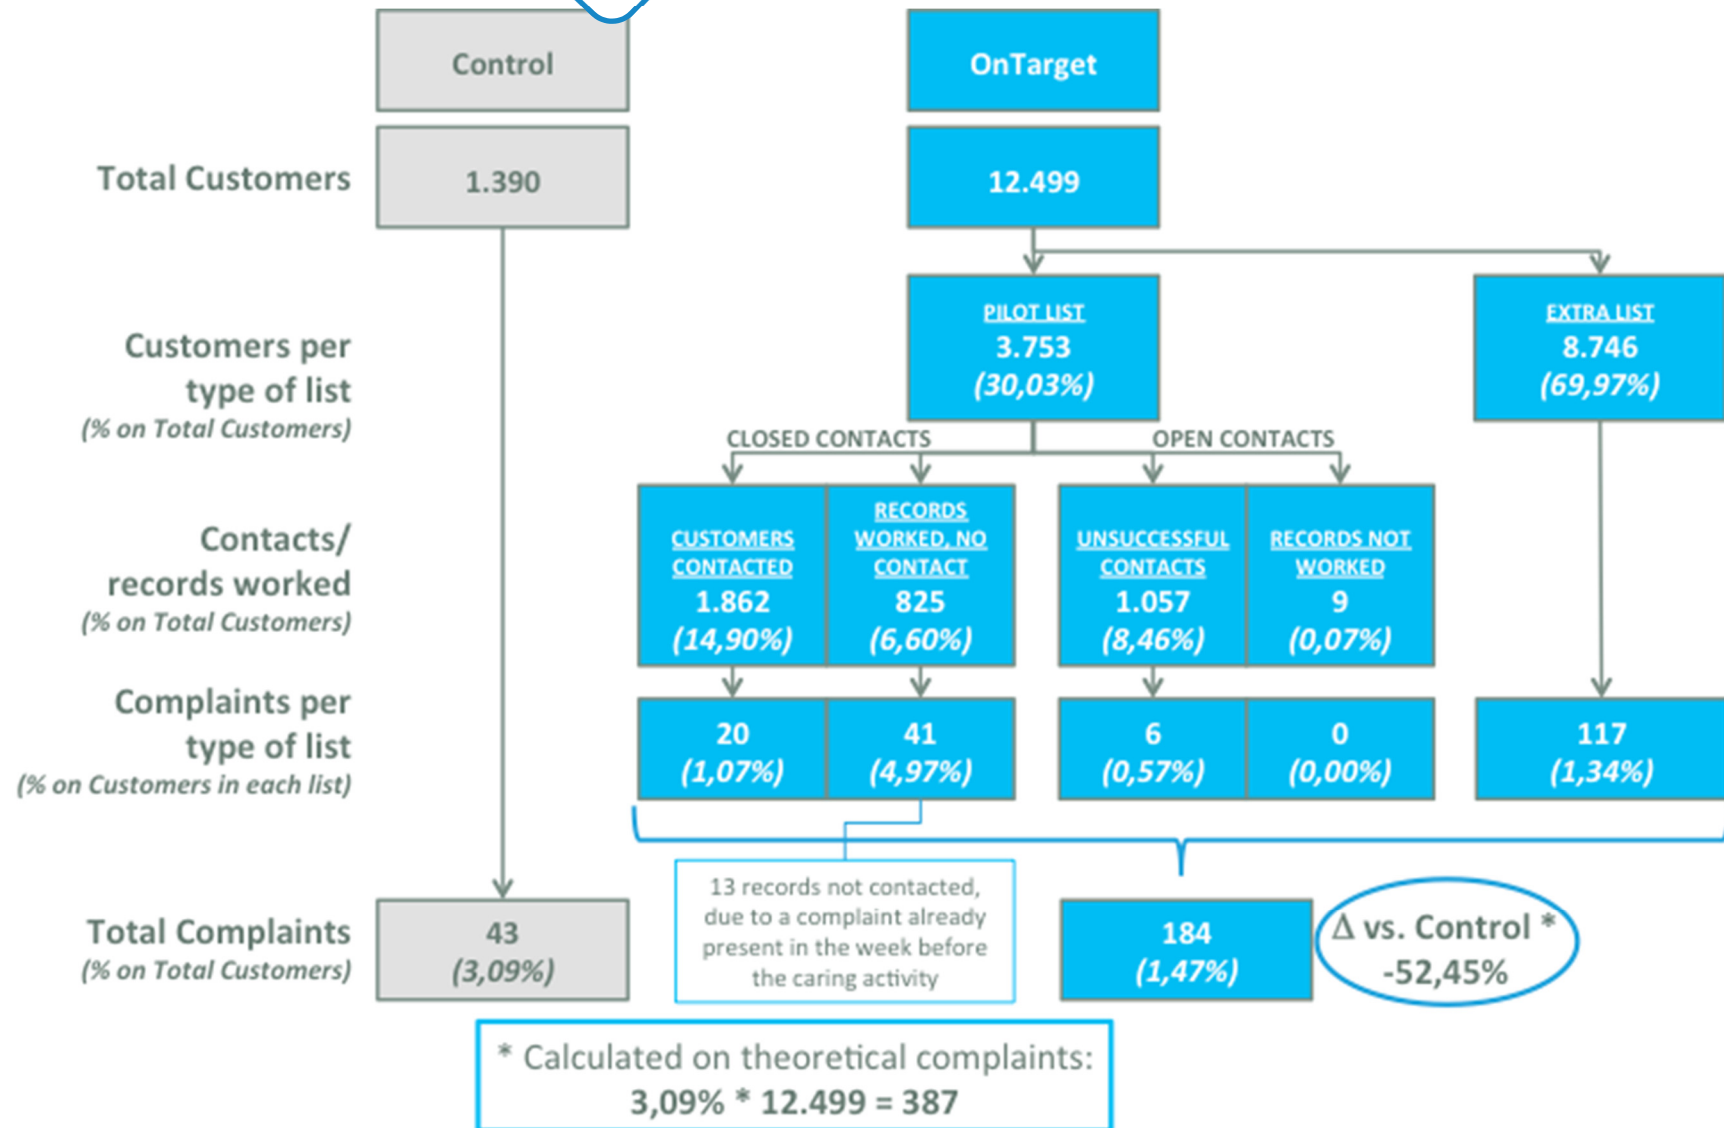 Control
OnTarget
Total Customers
1.390
12.499
Customers per
type of list
(% on Total Customers)
PILOT LIST
3.753
(30,03%)
EXTRA LIST
8.746
(69,97%)
CLOSED CONTACTS
OPEN CONTACTS
Contacts/
records worked
(% on Total Customers)
CUSTOMERS
CONTACTED
1.862
(14,90%)
RECORDS
WORKED, NO
CONTACT
825
(6,60%)
UNSUCCESSFUL
CONTACTS
1.057
(8,46%)
RECORDS NOT
WORKED
9
(0,07%)
Complaints per
type of list
(% on Customers in each list)
20
(1,07%)
41
(4,97%)
6
(0,57%)
0
(0,00%)
117
(1,34%)
13 records not contacted,
due to a complaint already
present in the week before
the caring activity
Total Complaints
(% on Total Customers)
43
(3,09%)
184
(1,47%)
Δ vs. Control *
-52,45%
* Calculated on theoretical complaints:
3,09% * 12.499 = 387